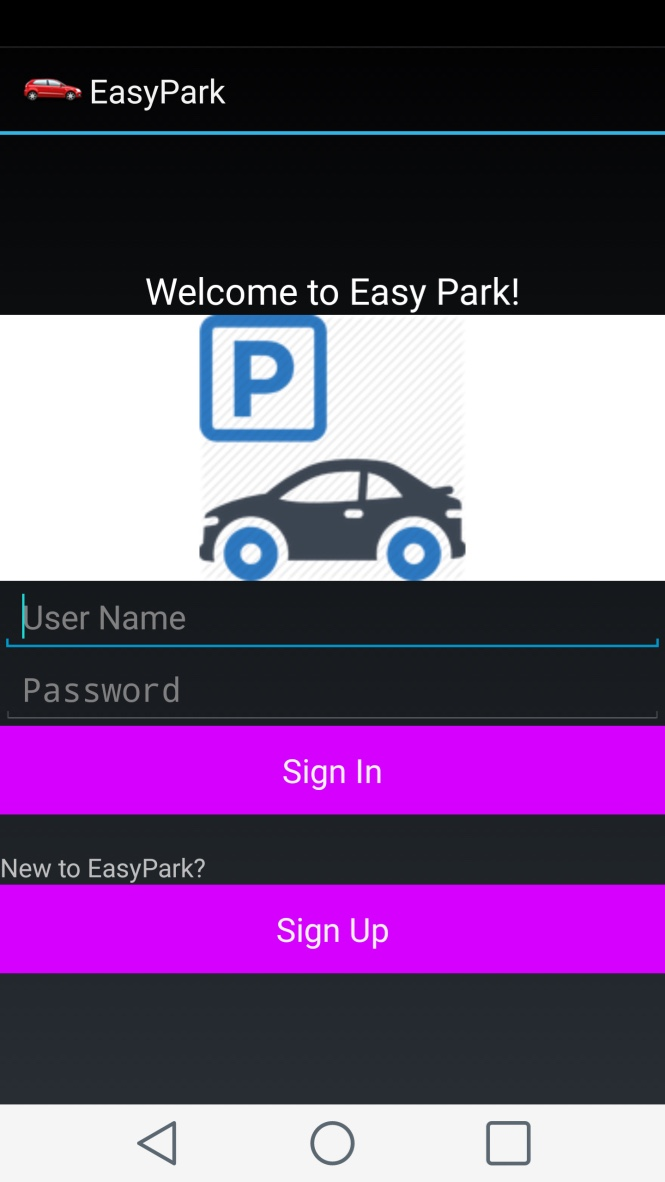 EasyPark
Welcome to Easy Park!
P
User Name
Password
Sign In
New to EasyPark?
Sign Up